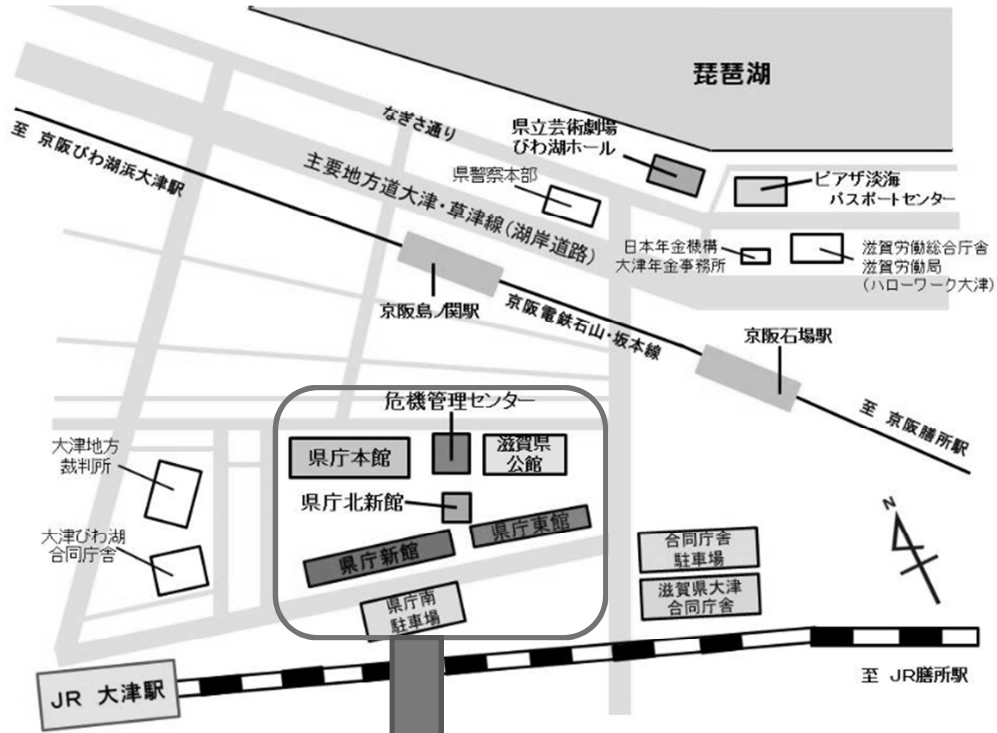 琵琶湖
なぎさ通り
県立芸術劇場
びわ湖ホール
至 京阪びわ湖浜大津駅
主要地方道大津・草津線(湖岸道路)
県警察本部
ピアザ淡海
パスポートセンター
日本年金機構
大津年金事務所
滋賀労働総合庁舎
滋賀労働局
(ハローワーク大津)
京阪島ノ関駅
京阪電鉄石山・坂本線
京阪石場駅
至 京阪膳所駅
危機管理センター
大津地方
裁判所
県庁本館
滋賀県
公館
県庁北新館
県庁東館
大津びわ湖
合同庁舎
県庁新館
合同庁舎
駐車場
N
県庁南
駐車場
滋賀県大津
合同庁舎
JR 大津駅
至 JR膳所駅